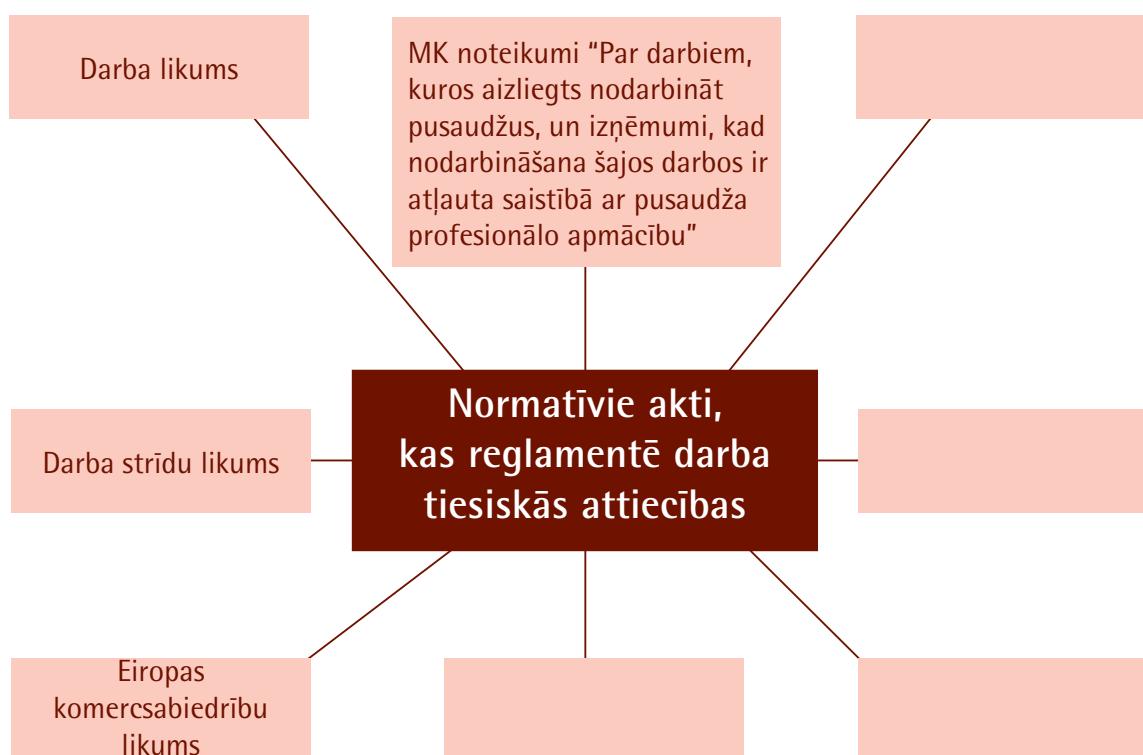 Darba likums
MK noteikumi “Par darbiem,
kuros aizliegts nodarbināt
pusaudžus, un izņēmumi, kad
nodarbināšana šajos darbos ir
atļauta saistībā ar pusaudža
profesionālo apmācību”
Normatīvie akti,
kas reglamentē darba
tiesiskās attiecības
Darba strīdu likums
Eiropas
komercsabiedrību
likums